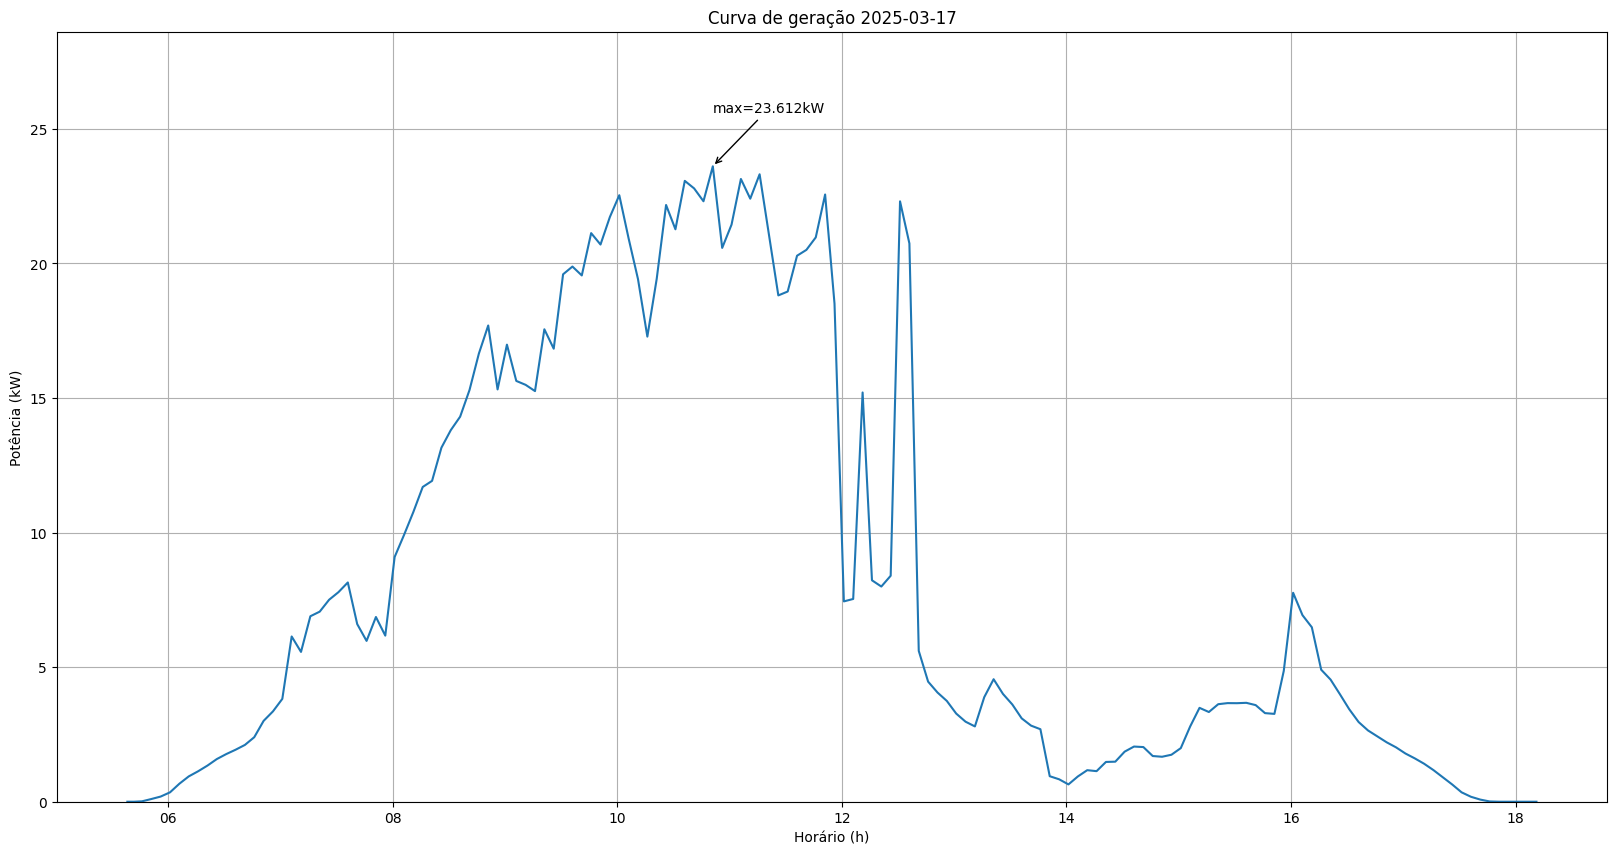 Curva de geração 2025-03-17
max=23.612kW
25
20
15
10
5
0
Potência (kW)
06 08 10 12 14 16 18
Horário (h)